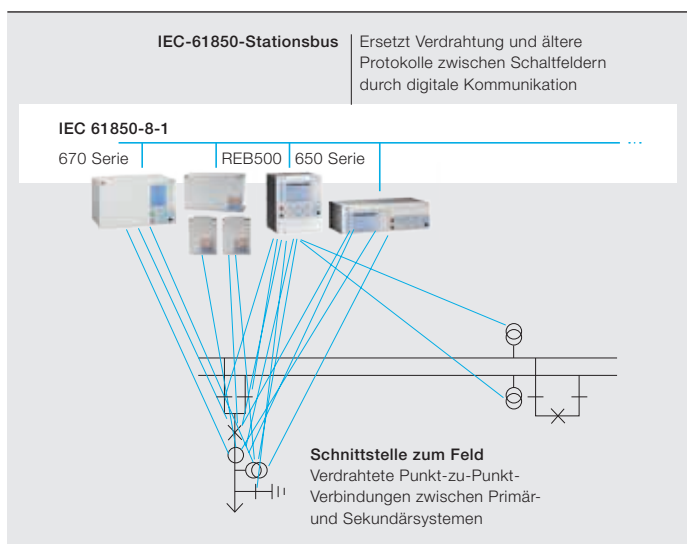 IEC-61850-Stationsbus
Ersetzt Verdrahtung und ältere
Protokolle zwischen Schaltfeldern
durch digitale Kommunikation
IEC 61850-8-1
670 Serie
REB500
650 Serie
Schnittstelle zum Feld
Verdrahtete Punkt-zu-Punkt-
Verbindungen zwischen Primär-
und Sekundärsystemen